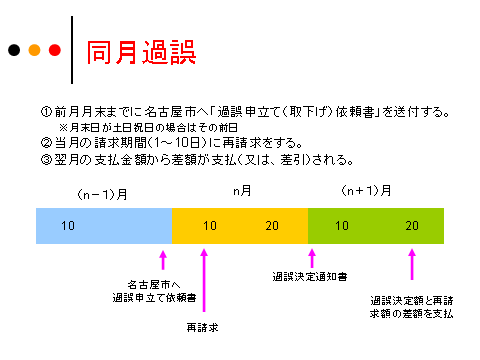 同月過誤
①前月月末までに名古屋市へ「過誤申立て（取下げ）依頼書」を送付する。
※月末日が土日祝日の場合はその前日
②当月の請求期間（1～10日）に再請求をする。
③翌月の支払金額から差額が支払（又は、差引）される。
（n－1）月
n月
（n＋1）月
10
10
20
10
20
名古屋市へ
過誤申立て依頼書
再請求
過誤決定通知書
過誤決定額と再請
求額の差額を支払